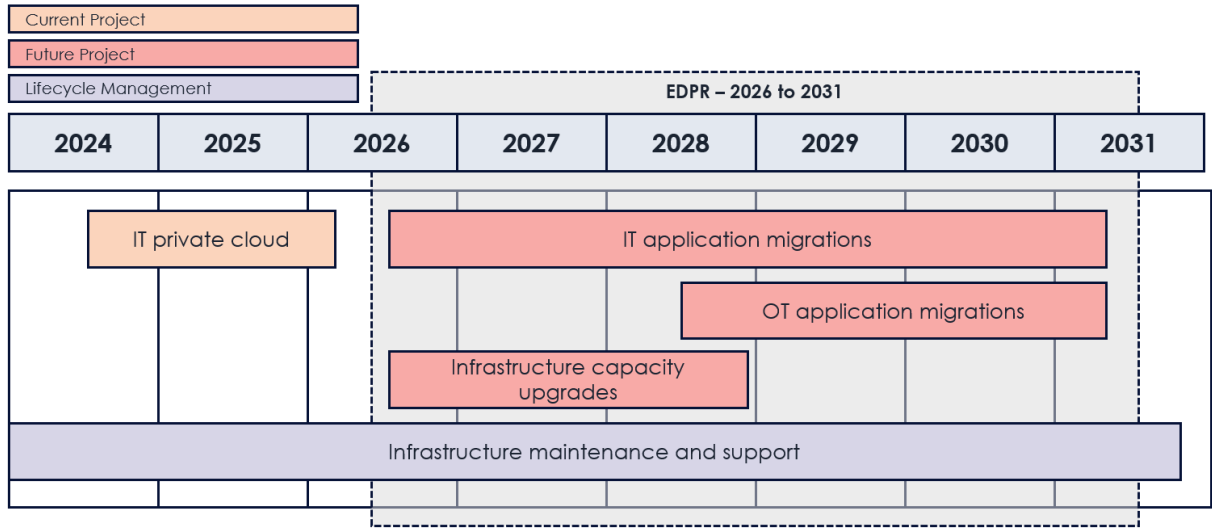 Current Project
Future Project
Lifecycle Management
EDPR – 2026 to 2031
2024 2025 2026 2027 2028 2029 2030 2031
IT private cloud
IT application migrations
OT application migrations
Infrastructure capacity
upgrades
Infrastructure maintenance and support